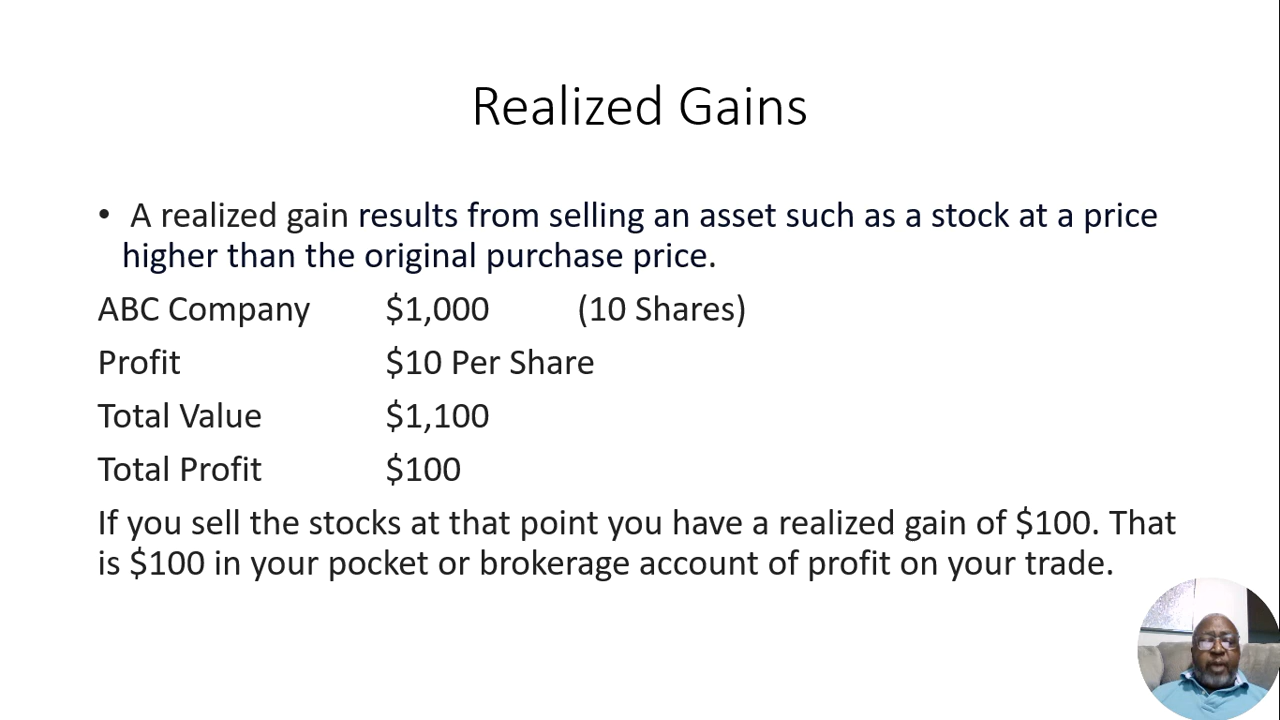 Realized Gains
• A realized gain results from selling an asset such as a stock at a price
higher than the original purchase price.
ABC Company $1,000 (10 Shares)
Profit $10 Per Share
Total Value $1,100
Total Profit $100
If you sell the stocks at that point you have a realized gain of $100. That
is $100 in your pocket or brokerage account of profit on your trade.